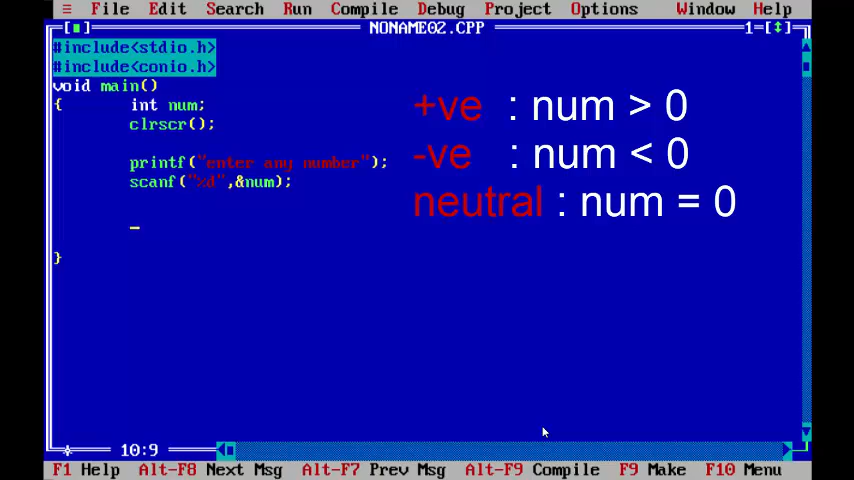 ≡ File Edit Search Run Compile Debug Project Options Window Help
[■] NONAME02.CPP 1=[↕]
#include<stdio.h>
#include<conio.h>
void main()
{ int num;
clrscr();
printf("enter any number");
scanf("%d",&num);
_
}
+ve : num > 0
-ve : num < 0
neutral : num = 0
10:9
F1 Help Alt-F8 Next Msg Alt-F7 Prev Msg Alt-F9 Compile F9 Make F10 Menu